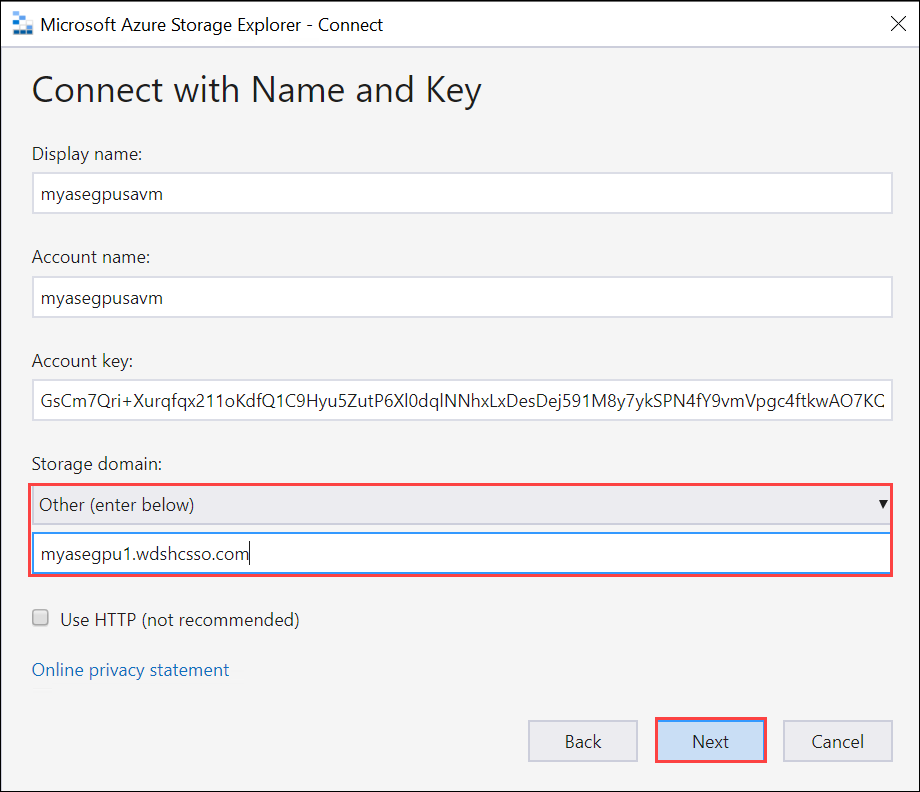 Microsoft Azure Storage Explorer - Connect
Connect with Name and Key
Display name:
myasegpusavm
Account name:
myasegpusavm
Account key:
GsCm7Qri+Xurqfqx211oKdfQ1C9Hyu5ZutP6Xl0dqlNNhxLxDesDej591M8y7ykSPN4fY9vmVpgc4ftkwAO7KQ
Storage domain:
Other (enter below)
myasegpu1.wdshcsso.com
Use HTTP (not recommended)
Online privacy statement
Back Next Cancel